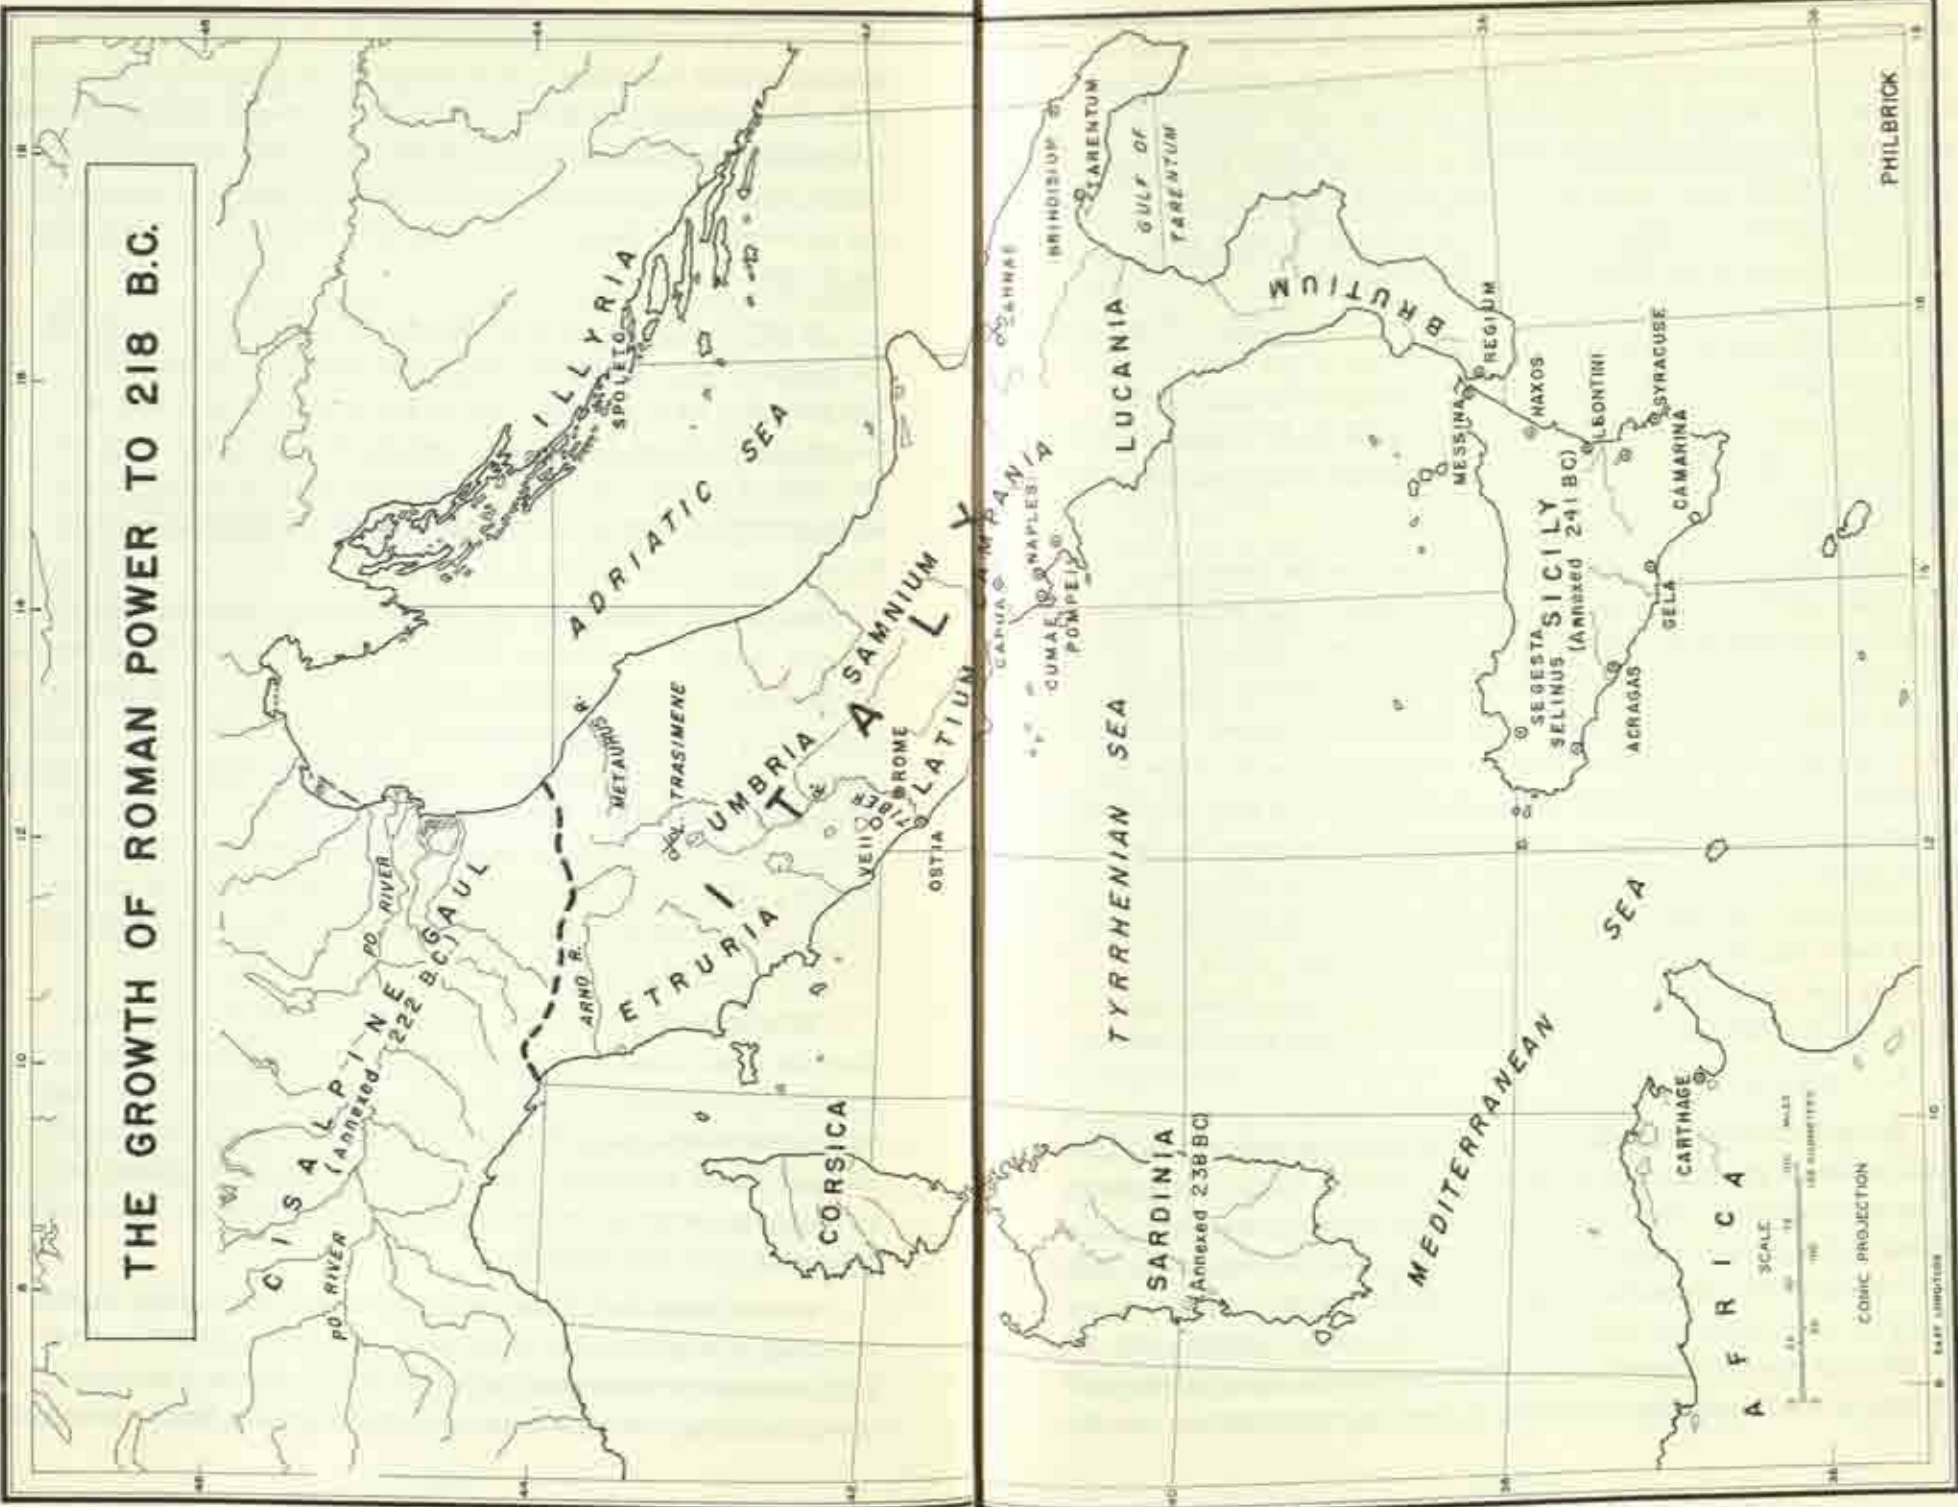 THE GROWTH OF ROMAN POWER TO 218 B.C.
CISALPINE GAUL
(Annexed 222 BC)
PO RIVER
PO RIVER
ILLYRIA
SPOLETO
ADRIATIC SEA
ARNO R.
METAURUS R.
L. TRASIMENE
ETRURIA
UMBRIA
ITALY
SAMNIUM
VEII
TIBER R.
ROME
OSTIA
LATIUM
CORSICA
CAPUA
CAMPANIA
CUMAE
NAPLES
POMPEII
CANNAE
BRINDISIUM
TARENTUM
GULF OF
TARENTUM
LUCANIA
BRUTIUM
REGIUM
TYRRHENIAN SEA
SARDINIA
(Annexed 238 BC)
MESSINA
NAXOS
LEONTINI
SYRACUSE
CAMARINA
SICILY
(Annexed 241 BC)
SEGESTA
SELINUS
GELA
ACRAGAS
MEDITERRANEAN SEA
CARTHAGE
AFRICA
SCALE
CONIC PROJECTION
EAST LONGITUDE
PHILBRICK